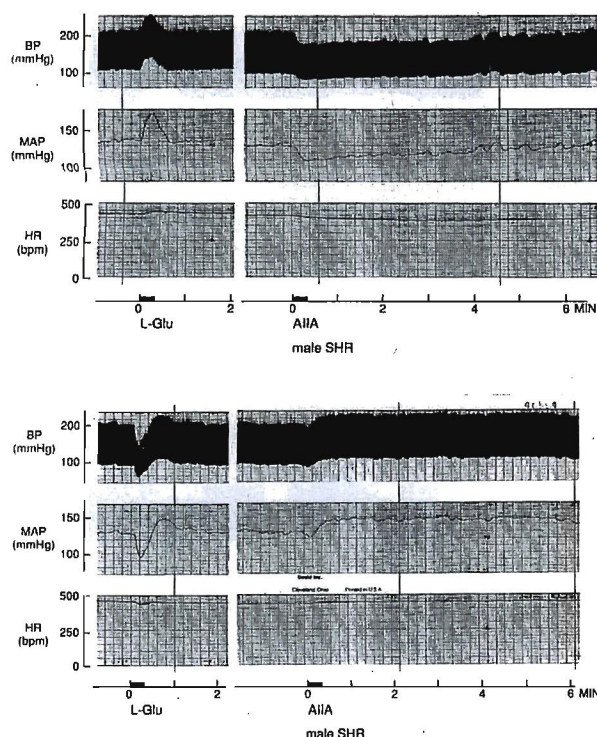 BP
(mmHg)
200
100
MAP
(mmHg)
150
100
HR
(bpm)
500
250
0
0 2 0 2 4 6 MIN
L-Glu AIIA
male SHR
BP
(mmHg)
200
100
MAP
(mmHg)
150
100
Cleveland, Ohio Printed in U.S.A.
HR
(bpm)
500
250
0
0 2 0 2 4 6 MIN
L-Glu AIIA
male SHR